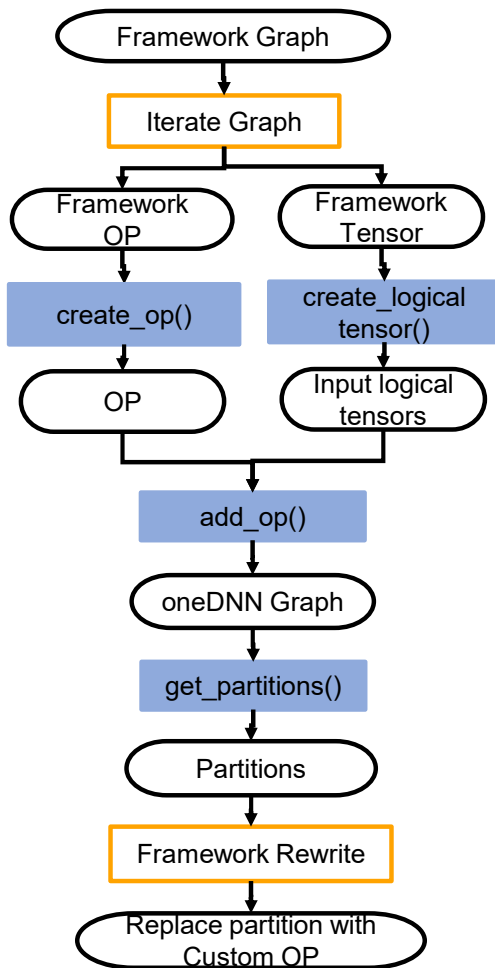 Framework Graph
Iterate Graph
Framework
OP
Framework
Tensor
create_op()
create_logical
tensor()
OP
Input logical
tensors
add_op()
oneDNN Graph
get_partitions()
Partitions
Framework Rewrite
Replace partition with
Custom OP